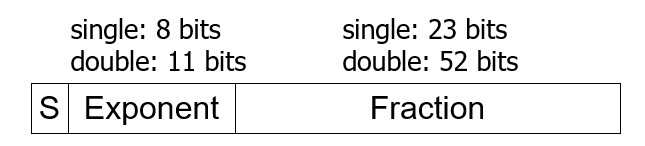 single: 8 bits
double: 11 bits
single: 23 bits
double: 52 bits
S Exponent Fraction